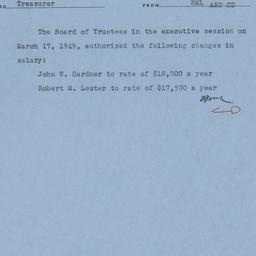 TO Treasurer FROM RML AND CD
The Board of Trustees in the executive session on
March 17, 1949, authorized the following changes in
salary:
John W. Gardner to rate of $18,000 a year
Robert M. Lester to rate of $17,500 a year
CD